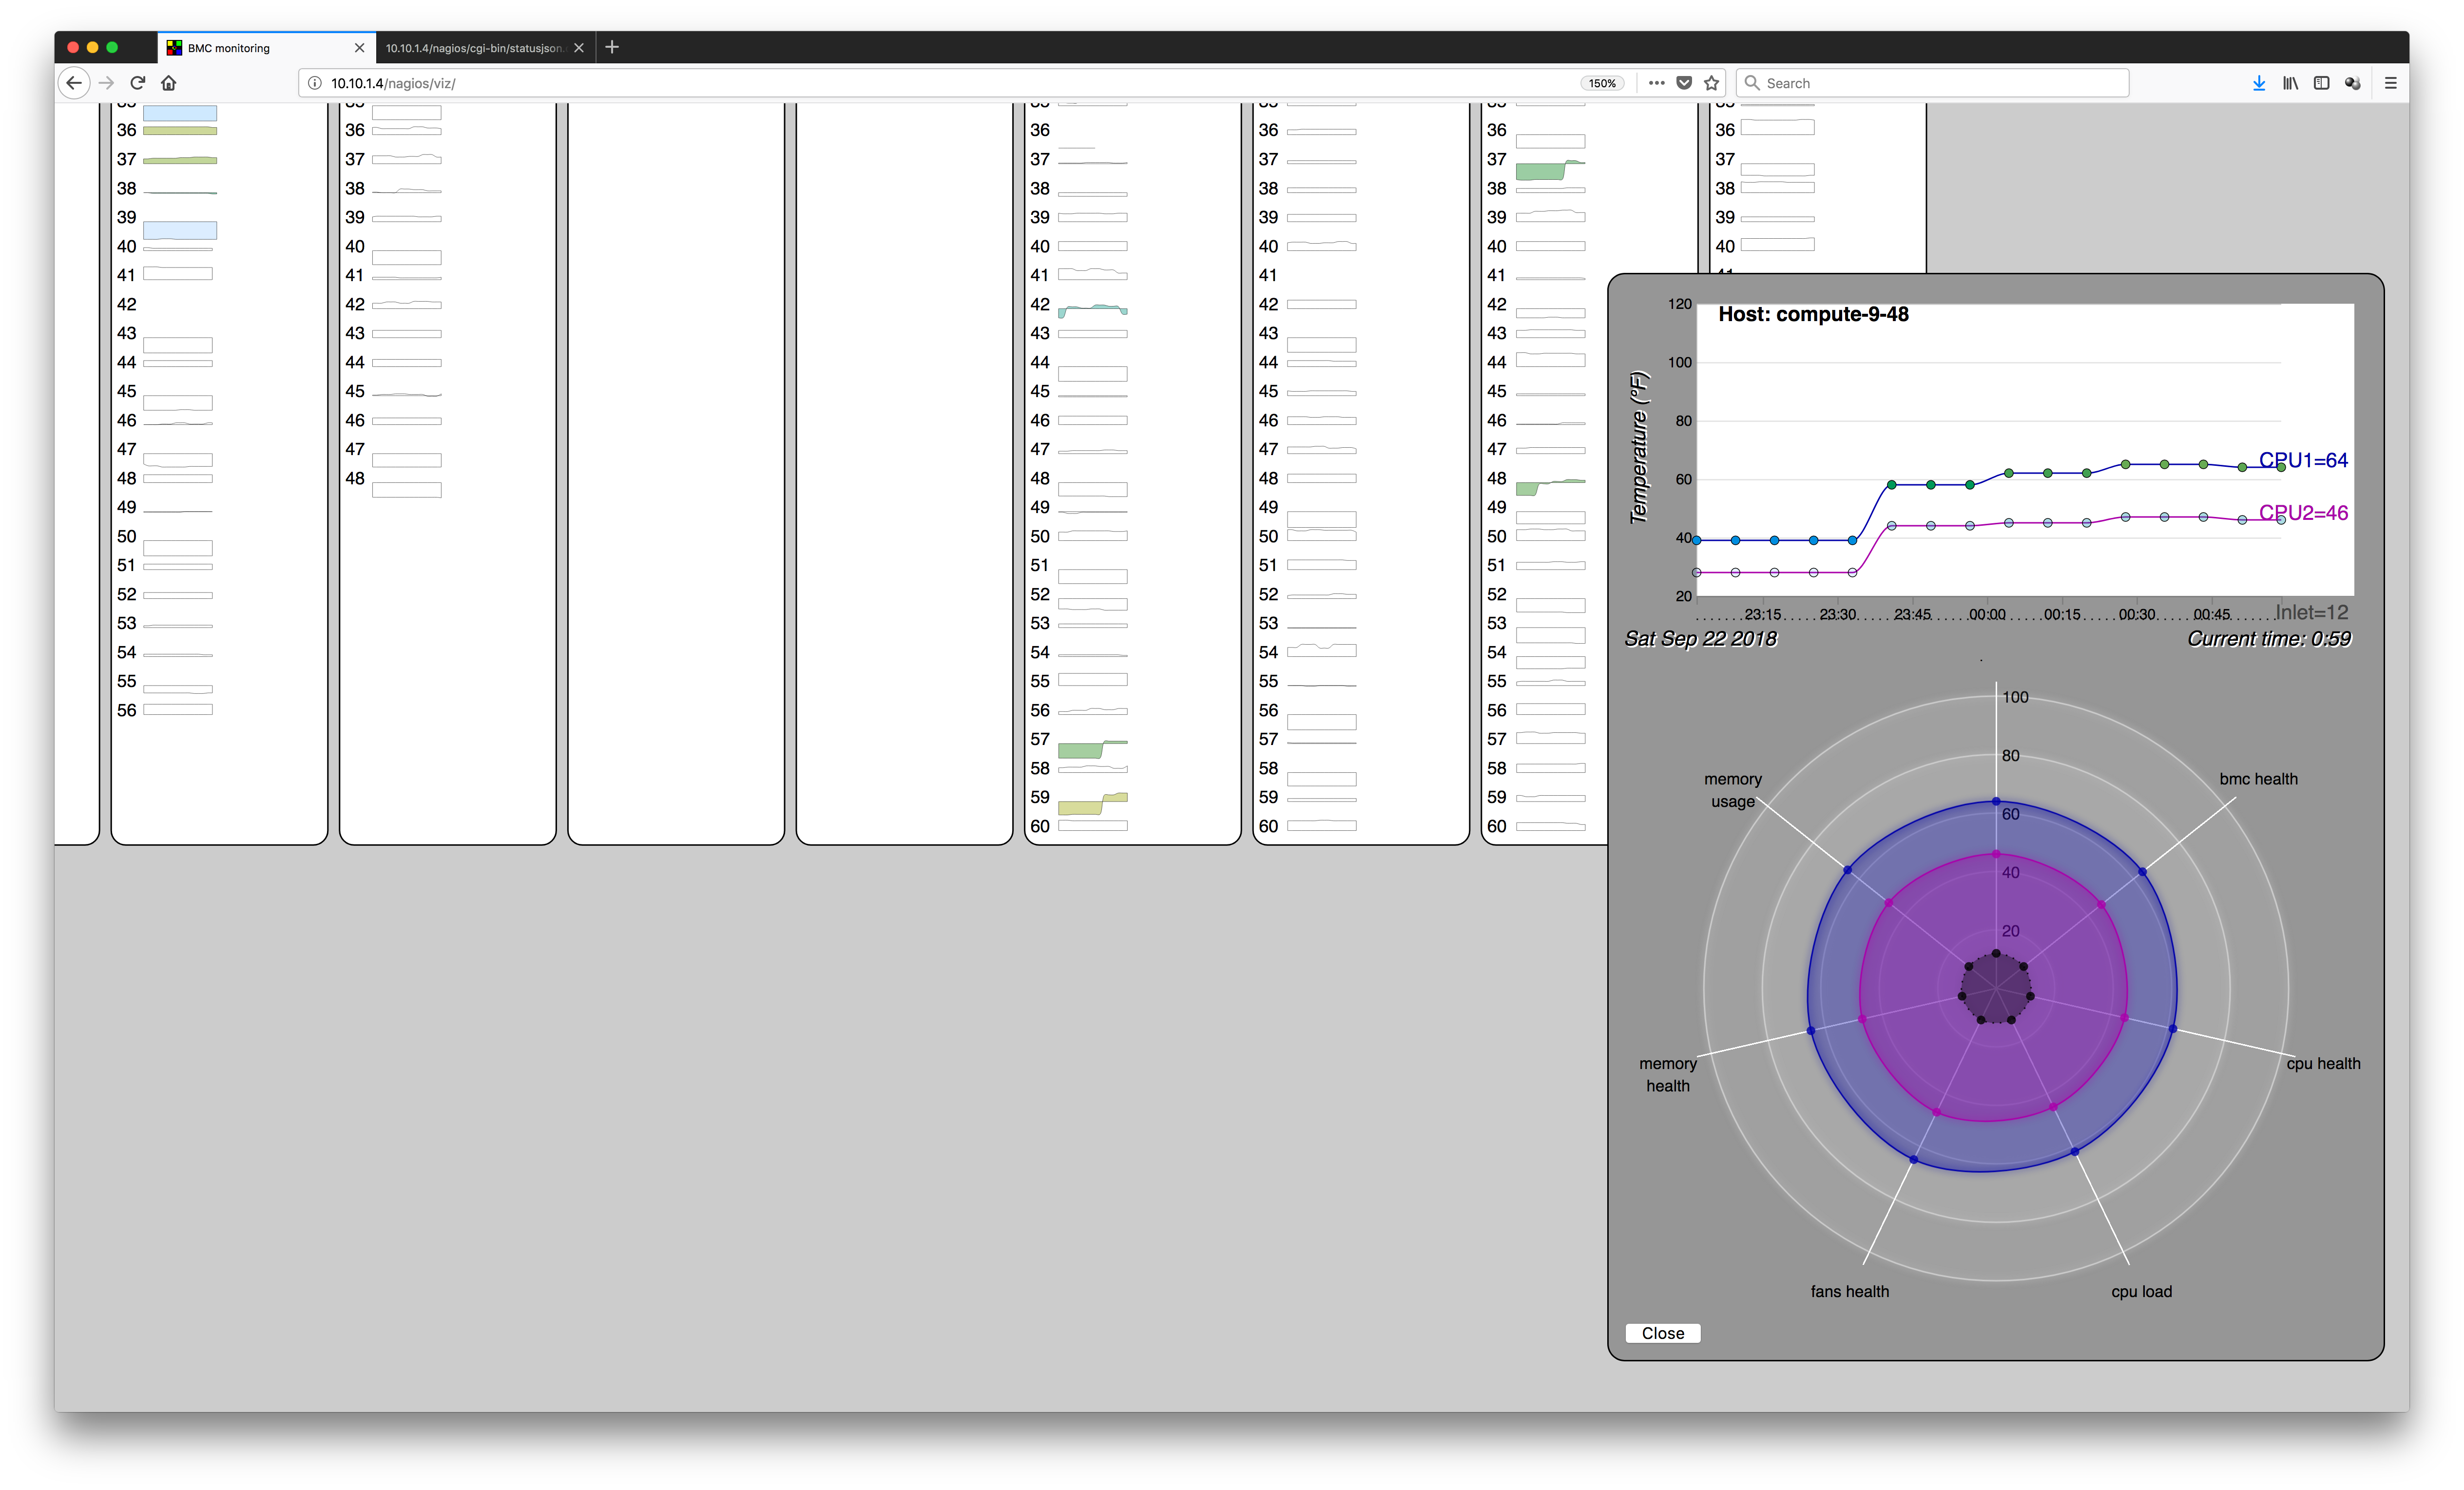 BMC monitoring
10.10.1.4/nagios/cgi-bin/statusjson.
10.10.1.4/nagios/viz/
150%
Search
36 36 36 36 36 36
37 37 37 37 37 37
38 38 38 38 38 38
39 39 39 39 39 39
40 40 40 40 40 40
41 41 41 41 41
42 42 42 42 42
43 43 43 43 43
44 44 44 44 44
45 45 45 45 45
46 46 46 46 46
47 47 47 47 47
48 48 48 48 48
49 49 49 49
50 50 50 50
51 51 51 51
52 52 52 52
53 53 53 53
54 54 54 54
55 55 55 55
56 56 56 56
57 57 57
58 58 58
59 59 59
60 60 60
Host: compute-9-48
Temperature (°F)
120
100
80
60
40
20
CPU1=64
CPU2=46
Inlet=12
23:15 23:30 23:45 00:00 00:15 00:30 00:45
Sat Sep 22 2018
Current time: 0:59
100
80
60
40
20
bmc health
cpu health
cpu load
fans health
memory
health
memory
usage
Close